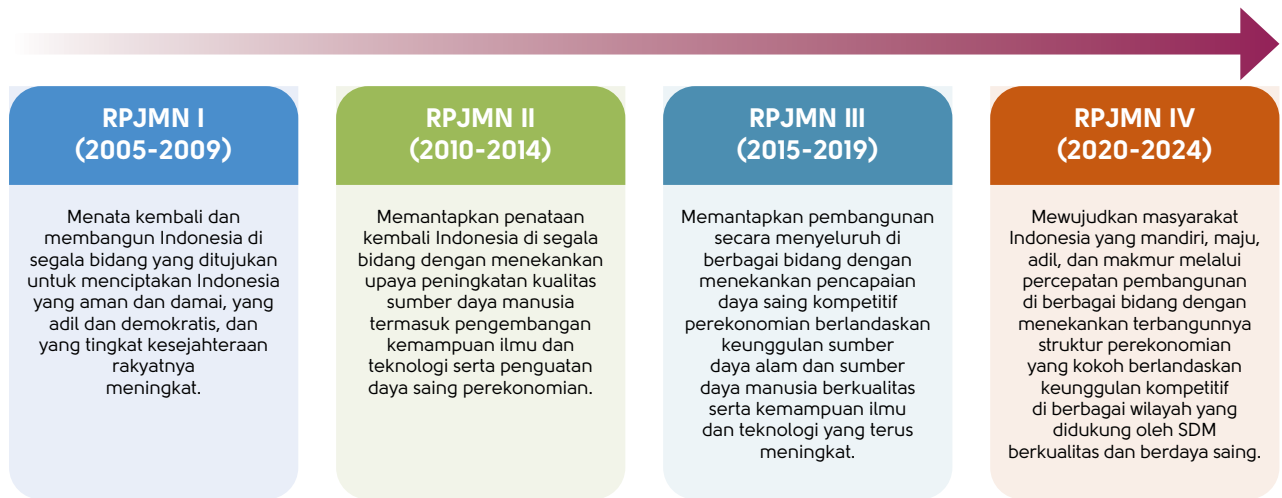 RPJMN I
(2005-2009)
Menata kembali dan
membangun Indonesia di
segala bidang yang ditujukan
untuk menciptakan Indonesia
yang aman dan damai, yang
adil dan demokratis, dan
yang tingkat kesejahteraan
rakyatnya
meningkat.
RPJMN II
(2010-2014)
Memantapkan penataan
kembali Indonesia di segala
bidang dengan menekankan
upaya peningkatan kualitas
sumber daya manusia
termasuk pengembangan
kemampuan ilmu dan
teknologi serta penguatan
daya saing perekonomian.
RPJMN III
(2015-2019)
Memantapkan pembangunan
secara menyeluruh di
berbagai bidang dengan
menekankan pencapaian
daya saing kompetitif
perekonomian berlandaskan
keunggulan sumber
daya alam dan sumber
daya manusia berkualitas
serta kemampuan ilmu
dan teknologi yang terus
meningkat.
RPJMN IV
(2020-2024)
Mewujudkan masyarakat
Indonesia yang mandiri, maju,
adil, dan makmur melalui
percepatan pembangunan
di berbagai bidang dengan
menekankan terbangunnya
struktur perekonomian
yang kokoh berlandaskan
keunggulan kompetitif
di berbagai wilayah yang
didukung oleh SDM
berkualitas dan berdaya saing.